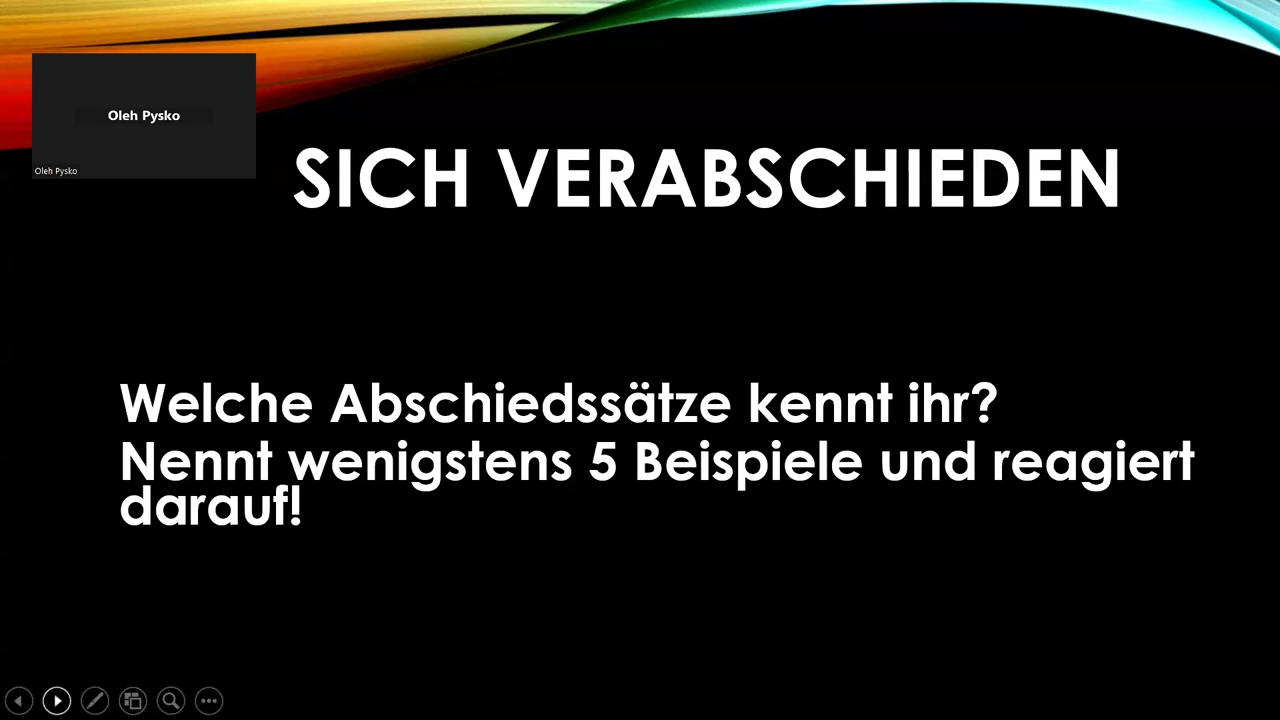 Oleh Pysko
Oleh Pysko
SICH VERABSCHIEDEN
Welche Abschiedssätze kennt ihr?
Nennt wenigstens 5 Beispiele und reagiert
darauf!